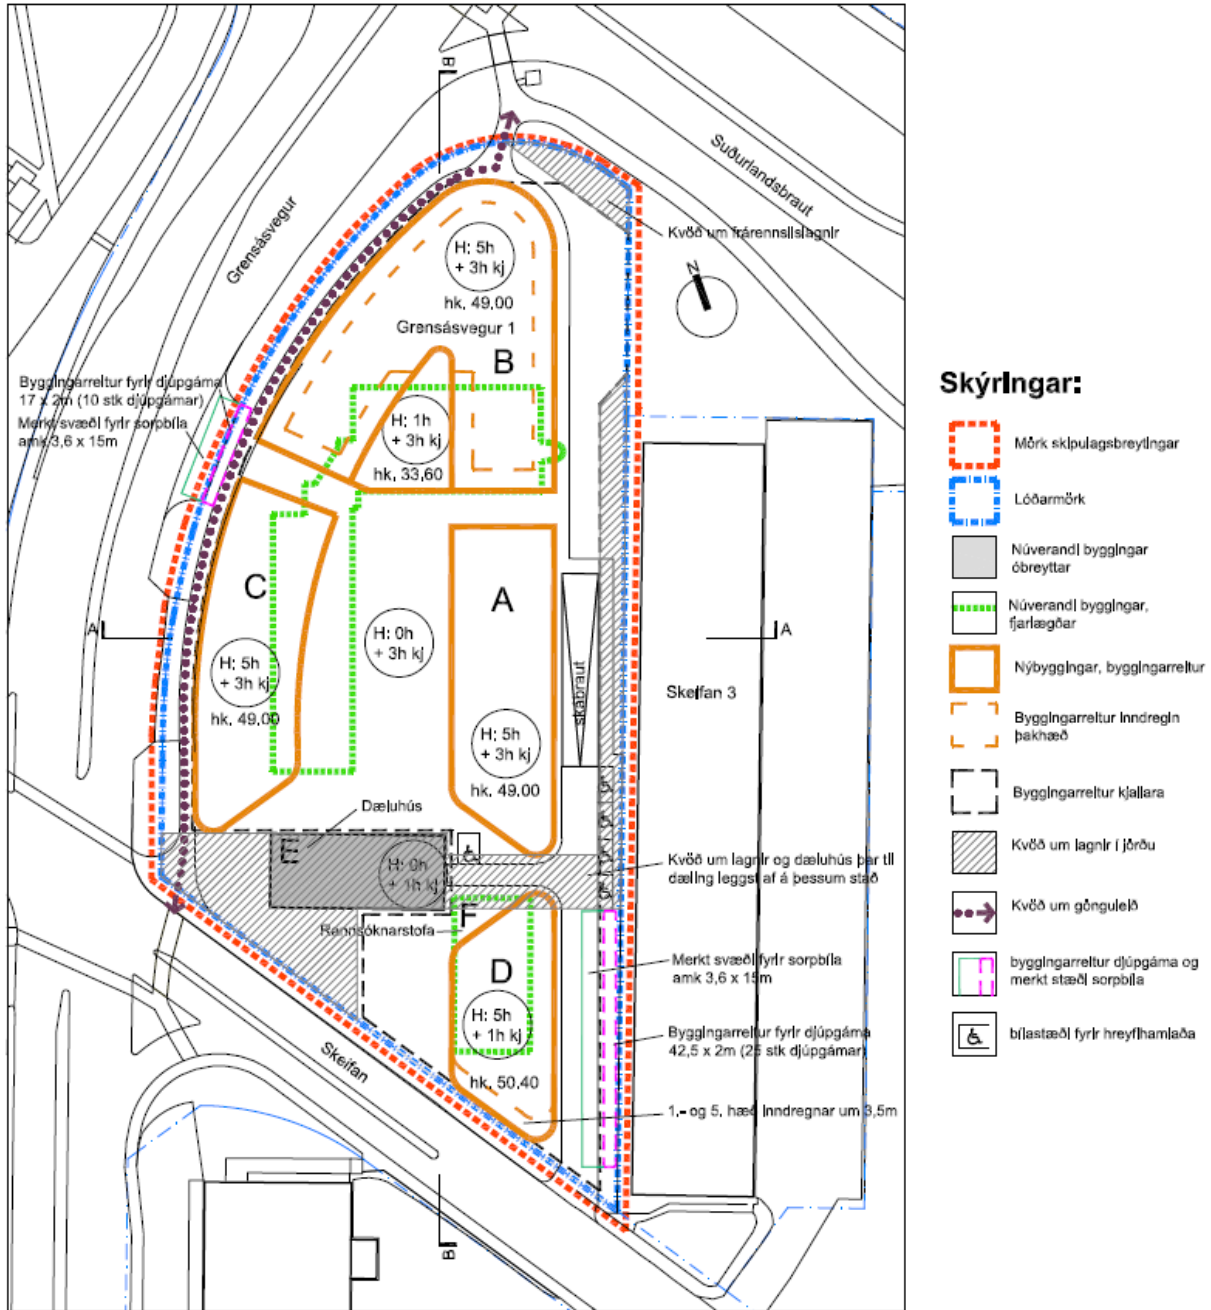 B
Suðurlandsbraut
Grensásvegur
Kvöð um frárennslislagnir
N
H: 5h
+ 3h kj
hk. 49,00
Grensásvegur 1
B
Byggingarreitur fyrir djúpgáma
17 x 2m (10 stk djúpgámar)
Merkt svæði fyrir sorpbíla
amk 3,6 x 15m
H: 1h
+ 3h kj
hk. 33,60
C
A
H: 0h
+ 3h kj
A
A
H: 5h
+ 3h kj
hk. 49,00
skábraut
Skeifan 3
H: 5h
+ 3h kj
hk. 49,00
Dæluhús
E
H: 0h
+ 1h kj
Kvöð um lagnir og dæluhús þar til
dæling leggst af á þessum stað
F
Rannsóknarstofa
D
Merkt svæði fyrir sorpbíla
amk 3,6 x 15m
H: 5h
+ 1h kj
Byggingarreitur fyrir djúpgáma
42,5 x 2m (25 stk djúpgámar)
hk. 50,40
Skeifan
1.- og 5. hæð inndregnar um 3,5m
B
Skýringar:
Mörk skipulagsbreytingar
Lóðarmörk
Núverandi byggingar
óbreyttar
Núverandi byggingar,
fjarlægðar
Nýbyggingar, byggingarreitur
Byggingarreitur inndregin
þakhæð
Byggingarreitur kjallara
Kvöð um lagnir í jörðu
Kvöð um gönguleið
byggingarreitur djúpgáma og
merkt stæði sorpbíla
bílastæði fyrir hreyfihamlaða